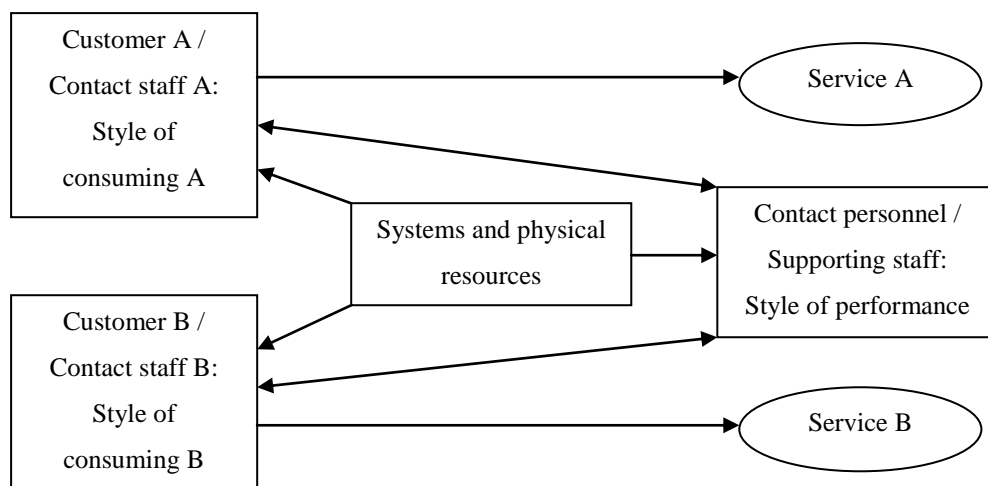 Customer A /
Contact staff A:
Style of
consuming A
Service A
Systems and physical
resources
Contact personnel /
Supporting staff:
Style of performance
Customer B /
Contact staff B:
Style of
consuming B
Service B